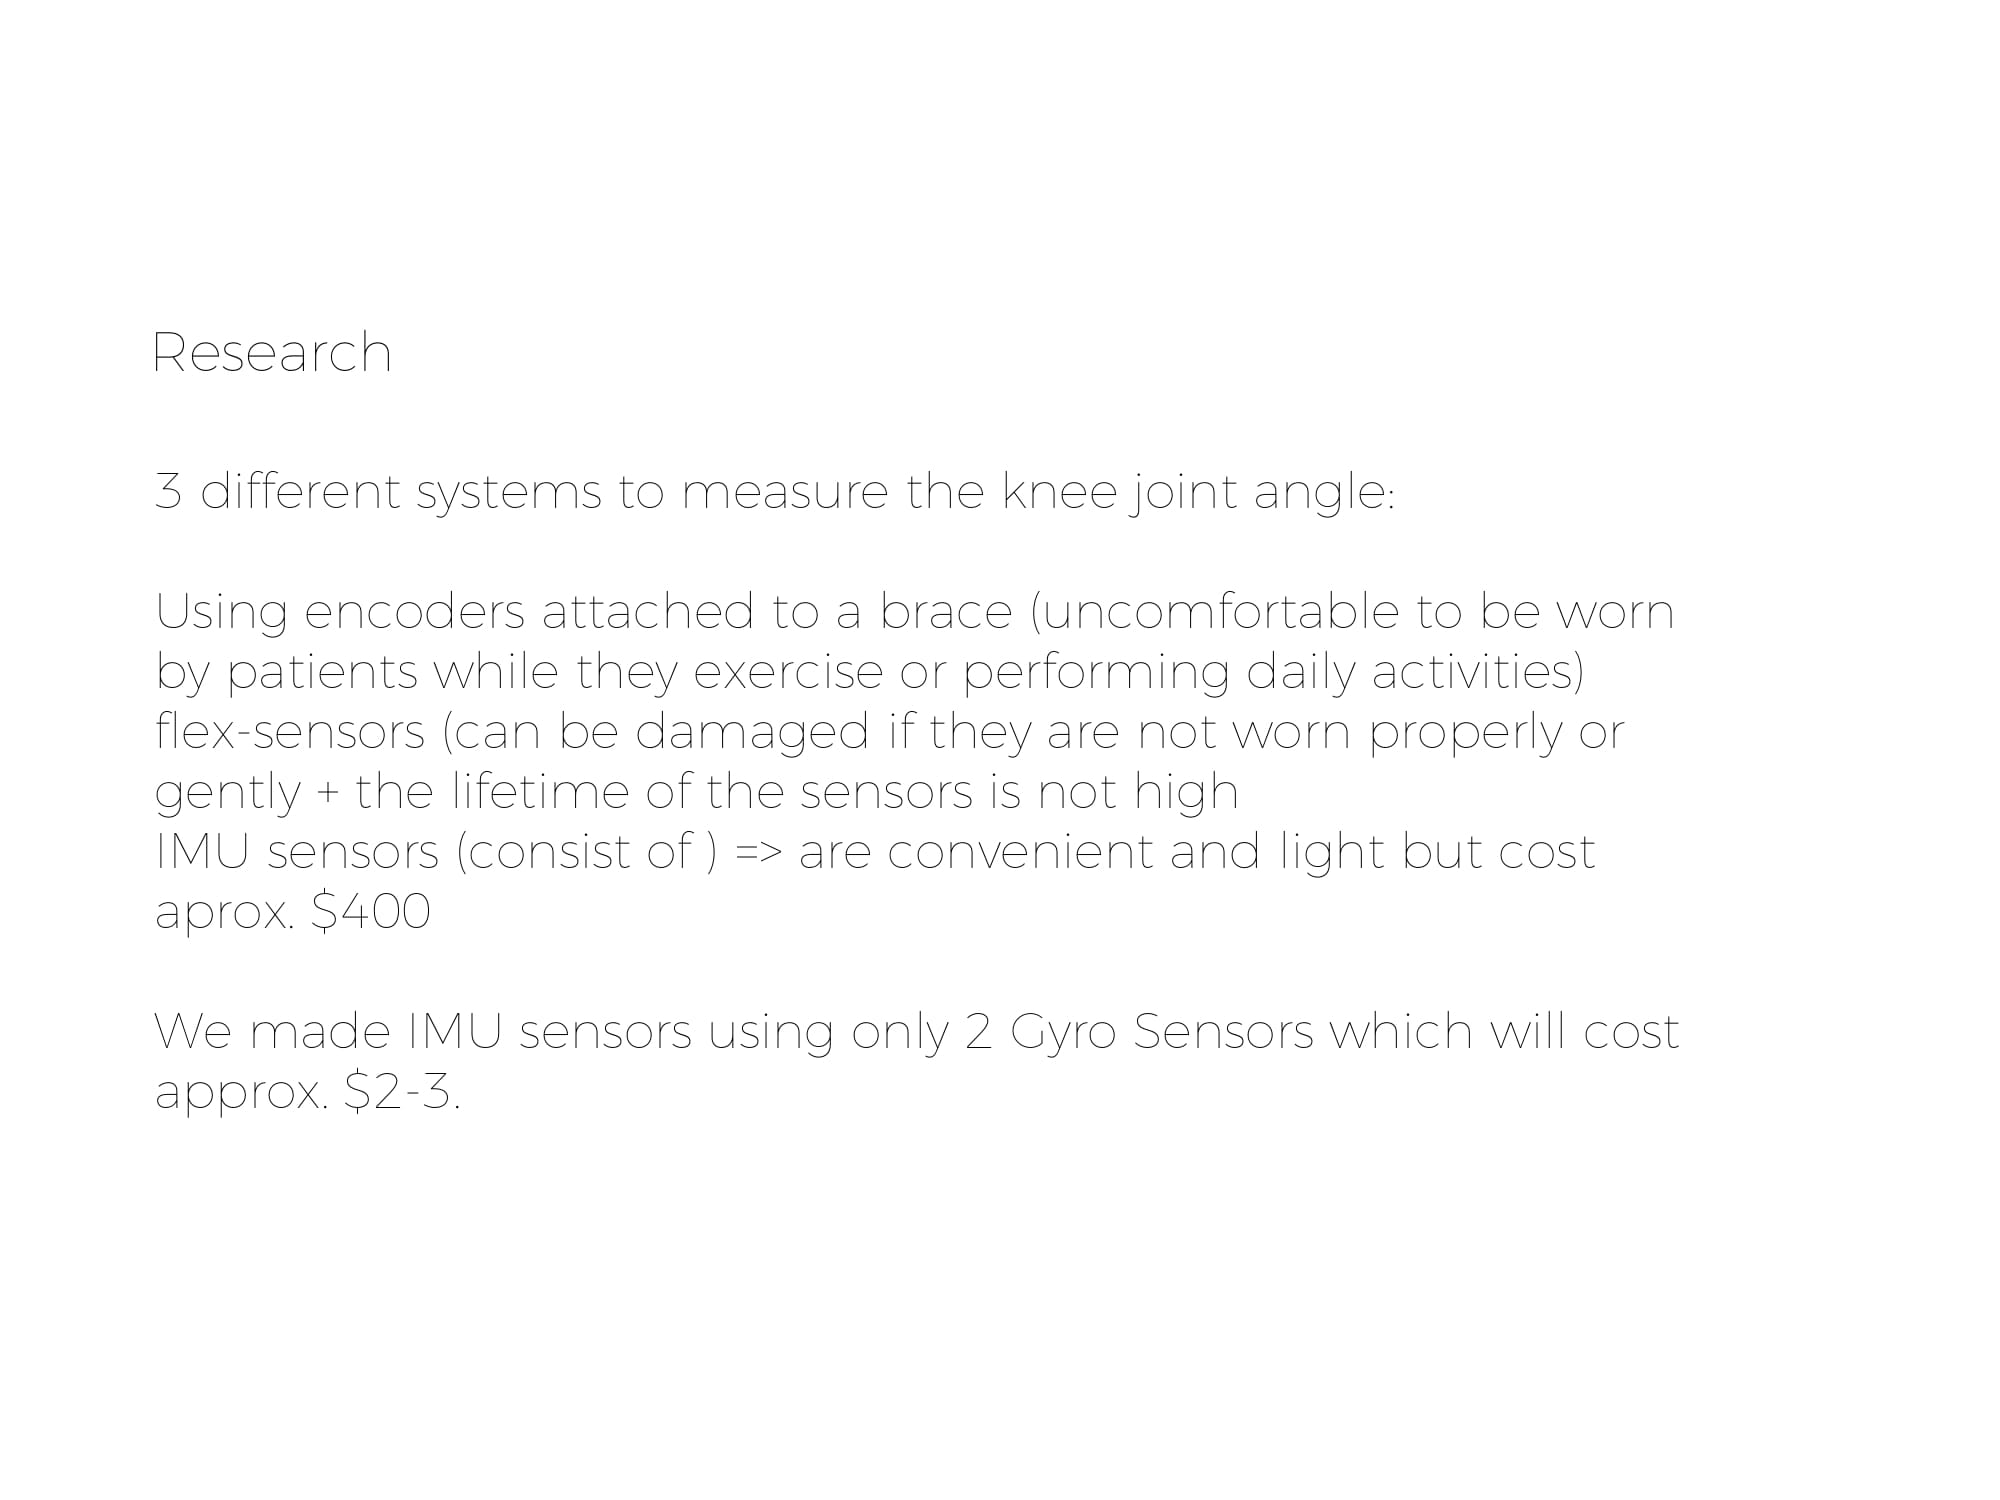 Research
3 different systems to measure the knee joint angle:
Using encoders attached to a brace (uncomfortable to be worn
by patients while they exercise or performing daily activities)
flex-sensors (can be damaged if they are not worn properly or
gently + the lifetime of the sensors is not high
IMU sensors (consist of ) => are convenient and light but cost
aprox. $400
We made IMU sensors using only 2 Gyro Sensors which will cost
approx. $2-3.